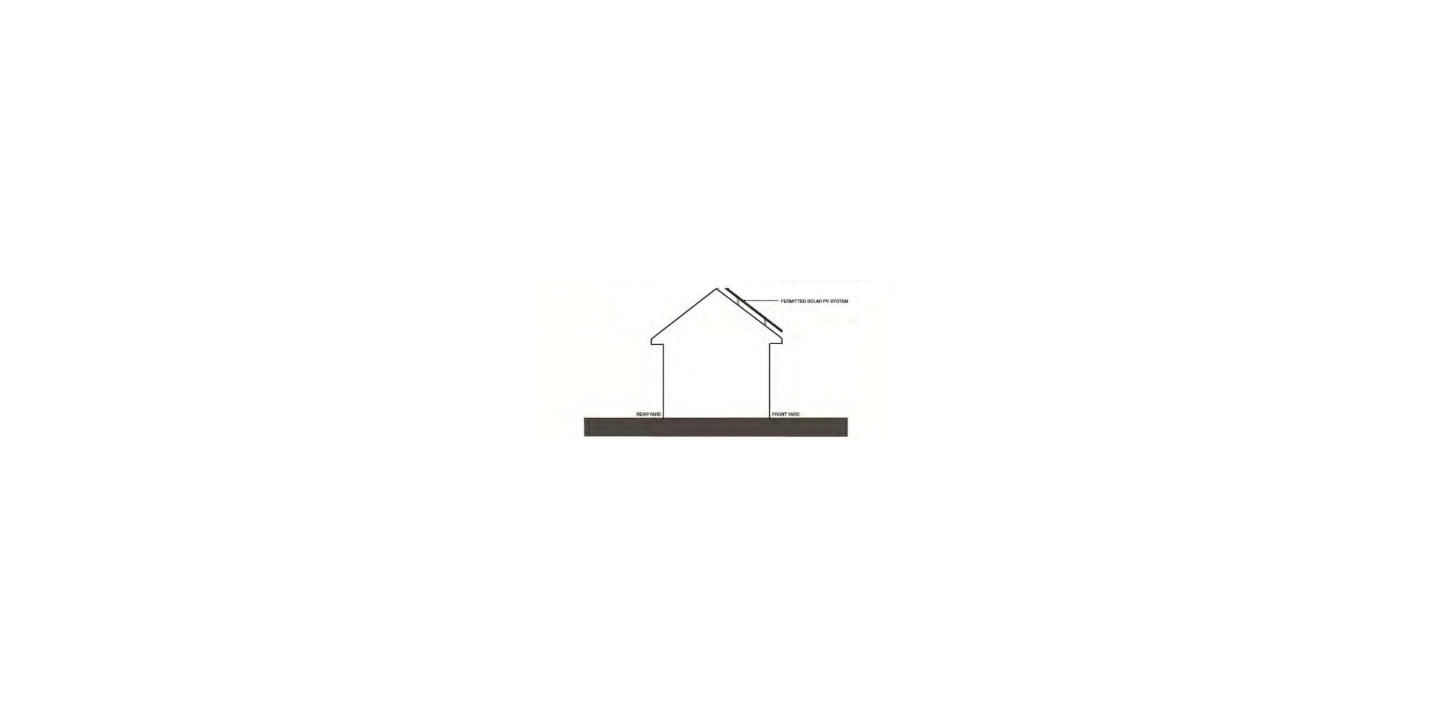 PERMITTED SOLAR PV SYSTEM
REAR YARD
FRONT YARD